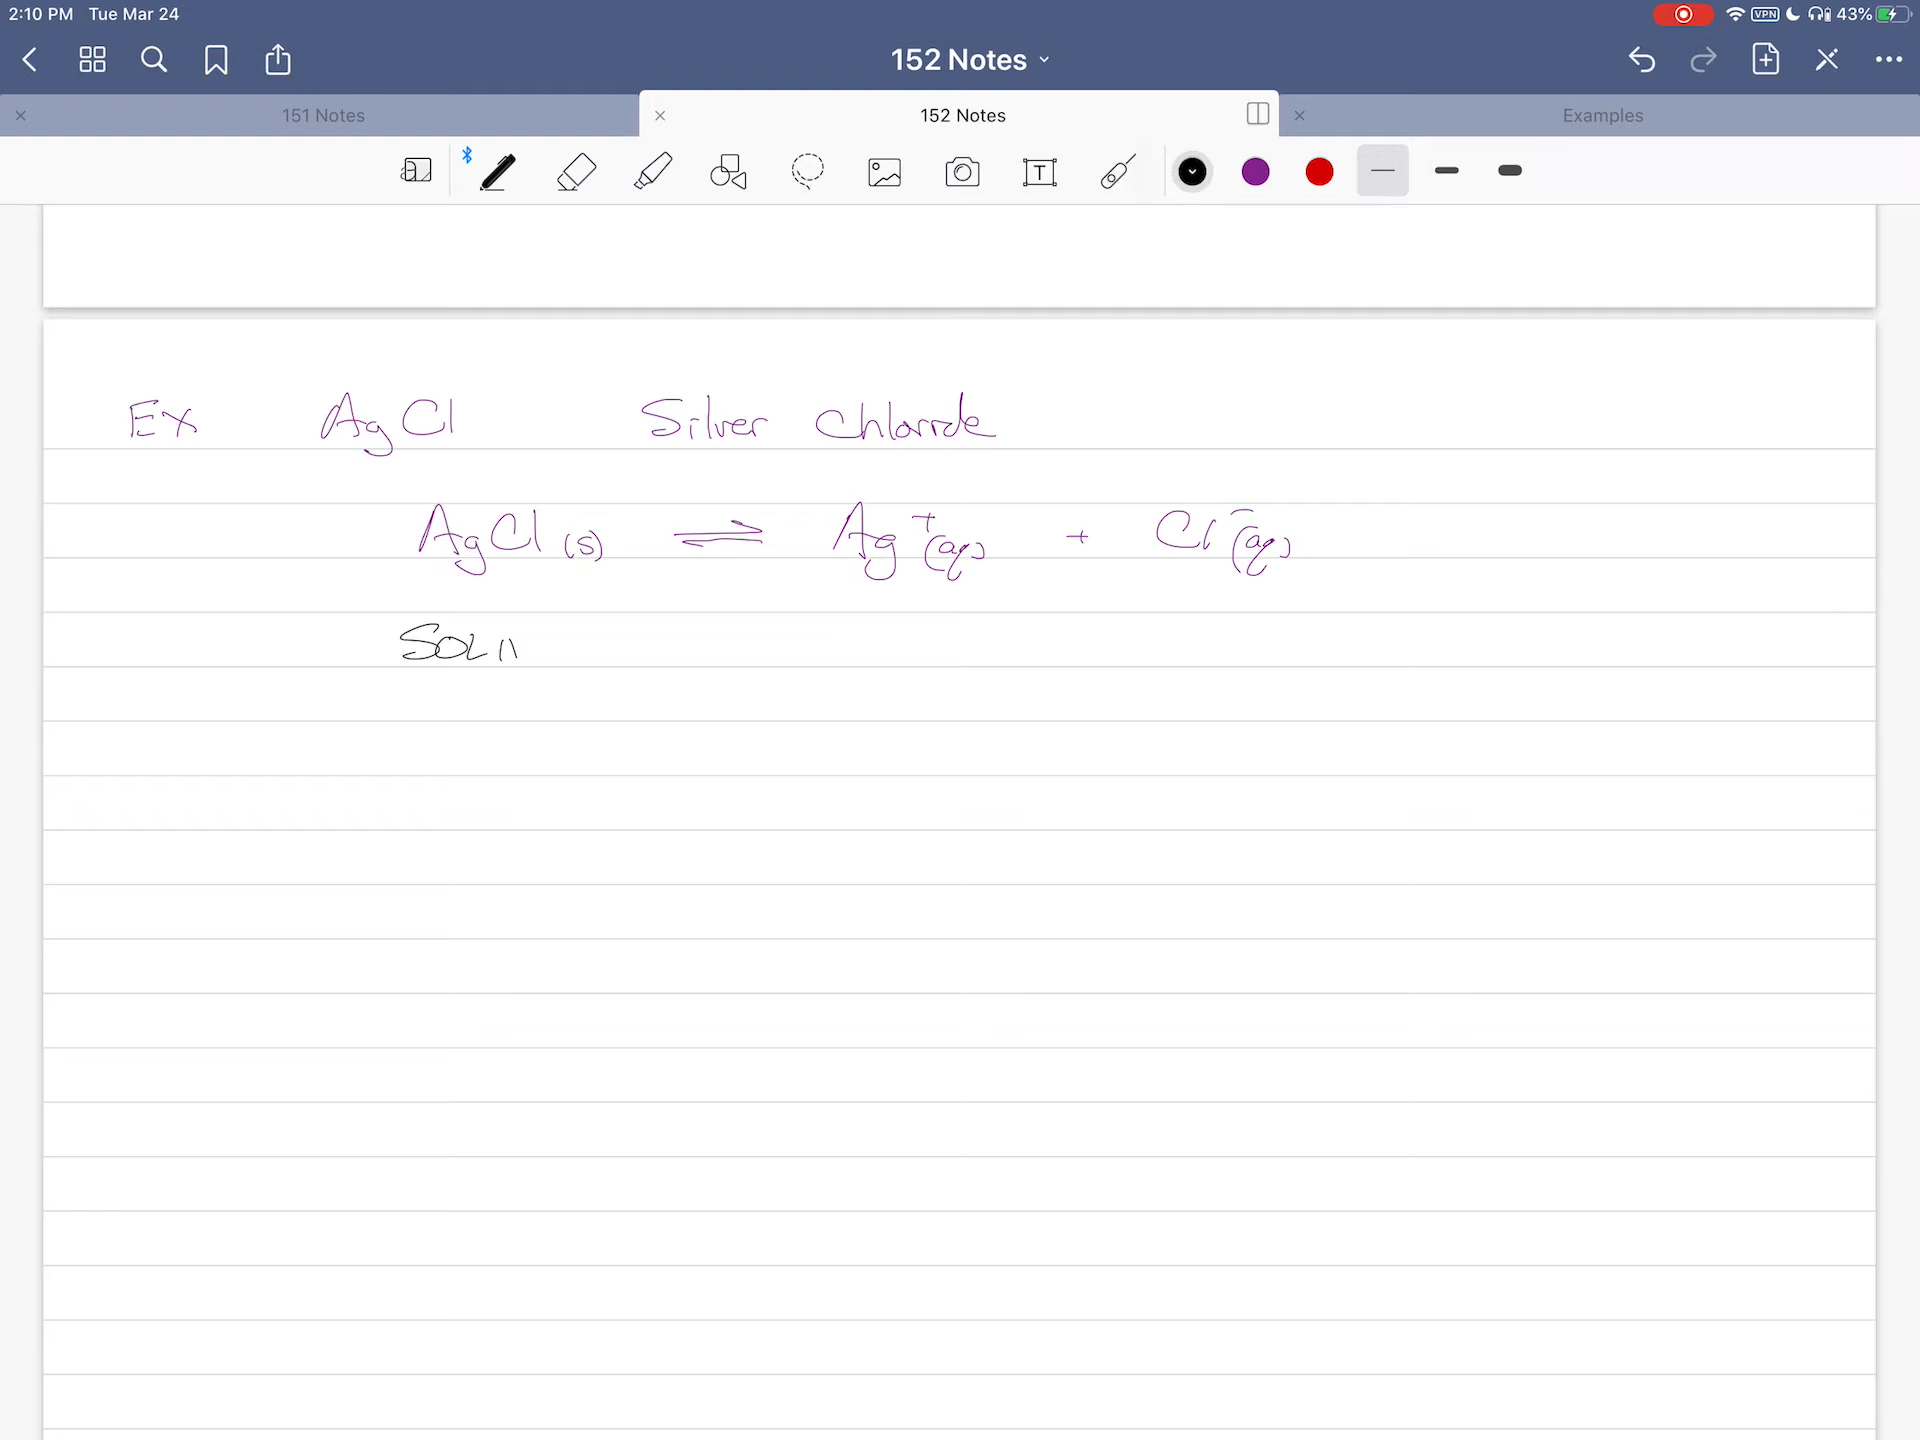 2:10 PM Tue Mar 24
VPN 43%
152 Notes
151 Notes
152 Notes
Examples
T
Ex AgCl Silver Chloride
AgCl (s) ⇌ Ag⁺(aq) + Cl⁻(aq)